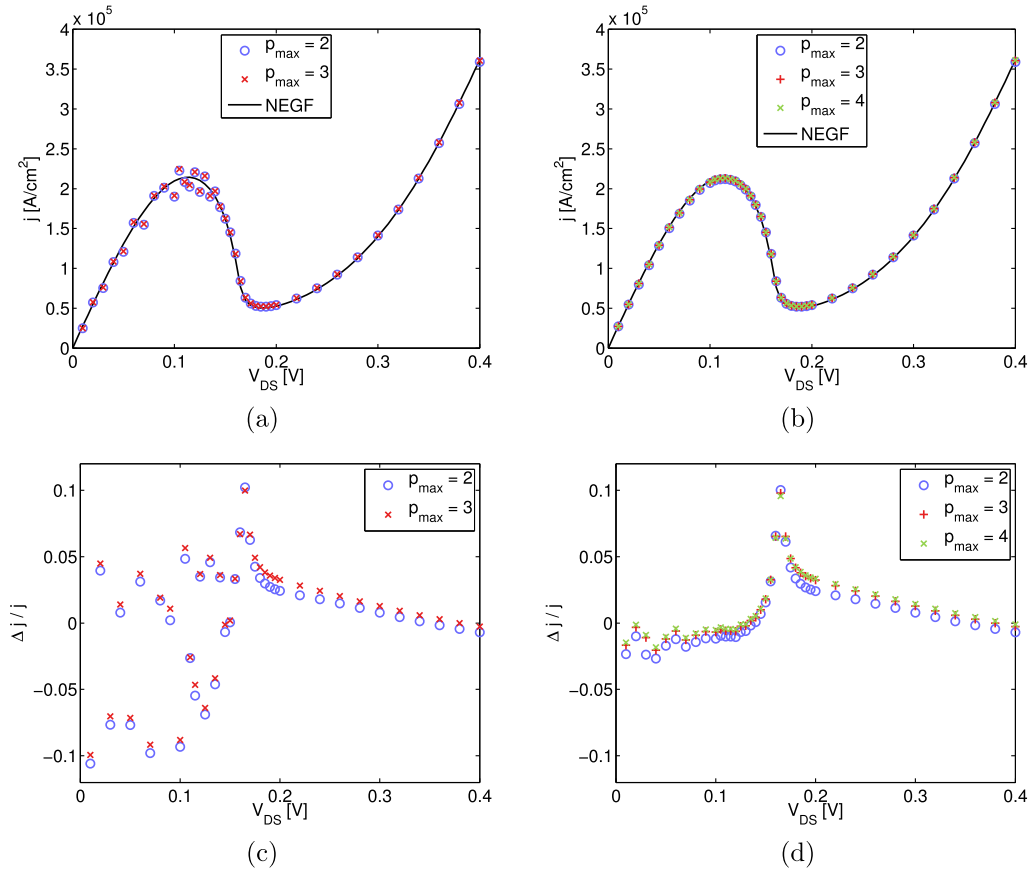 4 x 10^5
3.5
3
2.5
2
1.5
1
0.5
0
j [A/cm²]
0 0.1 0.2 0.3 0.4
V_DS [V]
p_max = 2
p_max = 3
NEGF
(a)
4 x 10^5
3.5
3
2.5
2
1.5
1
0.5
0
j [A/cm²]
0 0.1 0.2 0.3 0.4
V_DS [V]
p_max = 2
p_max = 3
p_max = 4
NEGF
(b)
0.1
0.05
0
−0.05
−0.1
Δ j / j
0 0.1 0.2 0.3 0.4
V_DS [V]
p_max = 2
p_max = 3
(c)
0.1
0.05
0
−0.05
−0.1
Δ j / j
0 0.1 0.2 0.3 0.4
V_DS [V]
p_max = 2
p_max = 3
p_max = 4
(d)